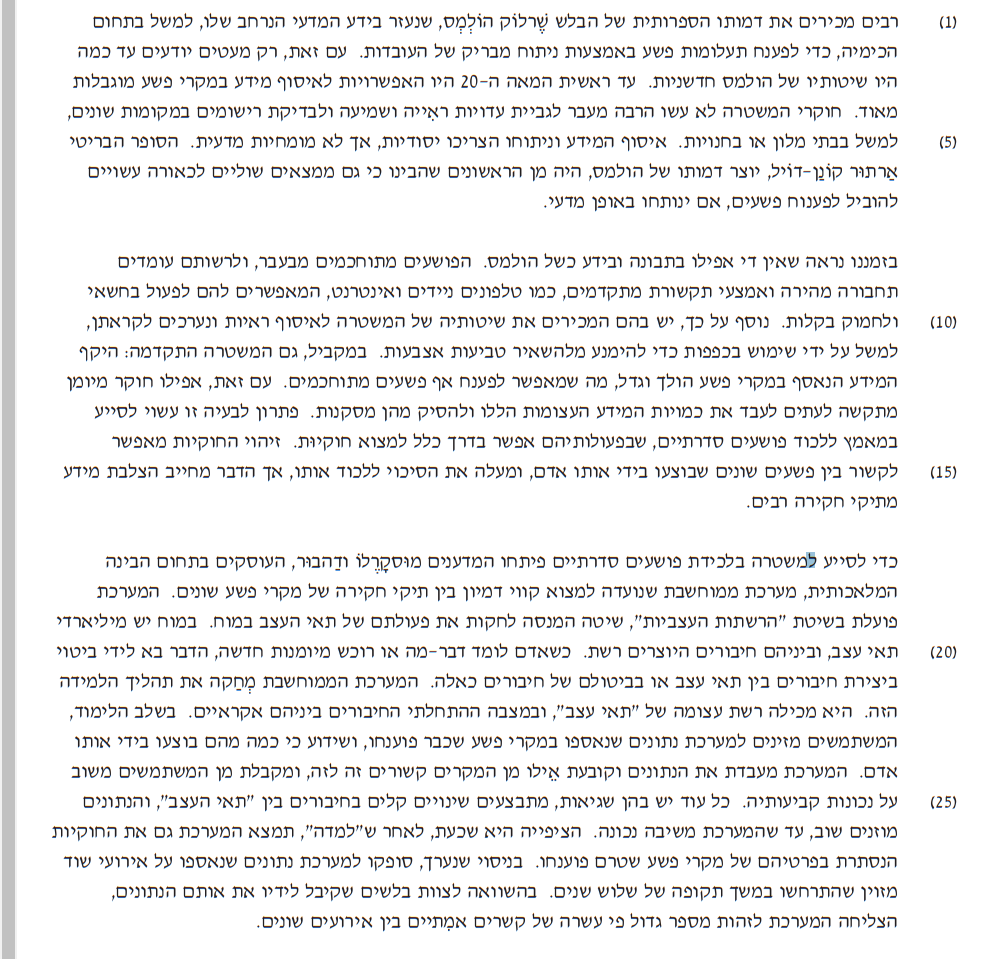 (1) רבים מכירים את דמותו הספרותית של הבלש שֶׁרלוֹק הוֹלְמְס, שנעזר בידע המדעי הנרחב שלו, למשל בתחום
הכימיה, כדי לפענח תעלומות פשע באמצעות ניתוח מבריק של העובדות. עם זאת, רק מעטים יודעים עד כמה
היו שיטותיו של הולמס חדשניות. עד ראשית המאה ה-20 היו האפשרויות לאיסוף מידע במקרי פשע מוגבלות
מאוד. חוקרי המשטרה לא עשו הרבה מעבר לגביית עדויות ראִייה ושמיעה ולבדיקת רישומים במקומות שונים,
(5) למשל בבתי מלון או בחנויות. איסוף המידע וניתוחו הצריכו יסודיות, אך לא מומחיות מדעית. הסופר הבריטי
אַרתוּר קוֹנַן-דוֹיל, יוצר דמותו של הולמס, היה מן הראשונים שהבינו כי גם ממצאים שוליים לכאורה עשויים
להוביל לפענוח פשעים, אם ינותחו באופן מדעי.
בזמננו נראה שאין די אפילו בתבונה ובידע כשל הולמס. הפושעים מתוחכמים מבעבר, ולרשותם עומדים
תחבורה מהירה ואמצעי תקשורת מתקדמים, כמו טלפונים ניידים ואינטרנט, המאפשרים להם לפעול בחשאי
(10) ולחמוק בקלות. נוסף על כך, יש בהם המכירים את שיטותיה של המשטרה לאיסוף ראיות ונערכים לקראתן,
למשל על ידי שימוש בכפפות כדי להימנע מלהשאיר טביעות אצבעות. במקביל, גם המשטרה התקדמה: היקף
המידע הנאסף במקרי פשע הולך וגדל, מה שמאפשר לפענח אף פשעים מתוחכמים. עם זאת, אפילו חוקר מיומן
מתקשה לעתים לעבד את כמויות המידע העצומות הללו ולהסיק מהן מסקנות. פתרון לבעיה זו עשוי לסייע
במאמץ ללכוד פושעים סדרתיים, שבפעולותיהם אפשר בדרך כלל למצוא חוקיוּת. זיהוי החוקיות מאפשר
(15) לקשור בין פשעים שונים שבוצעו בידי אותו אדם, ומעלה את הסיכוי ללכוד אותו, אך הדבר מחייב הצלבת מידע
מתיקי חקירה רבים.
כדי לסייע למשטרה בלכידת פושעים סדרתיים פיתחו המדענים מוּסקָרֶלוֹ ודַהבּוּר, העוסקים בתחום הבינה
המלאכותית, מערכת ממוחשבת שנועדה למצוא קווי דמיון בין תיקי חקירה של מקרי פשע שונים. המערכת
פועלת בשיטת "הרשתות העצביות", שיטה המנסה לחקות את פעולתם של תאי העצב במוח. במוח יש מיליארדי
(20) תאי עצב, וביניהם חיבורים היוצרים רשת. כשאדם לומד דבר-מה או רוכש מיומנות חדשה, הדבר בא לידי ביטוי
ביצירת חיבורים בין תאי עצב או בביטולם של חיבורים כאלה. המערכת הממוחשבת מְחַקה את תהליך הלמידה
הזה. היא מכילה רשת עצומה של "תאי עצב", ובמצבה ההתחלתי החיבורים ביניהם אקראיים. בשלב הלימוד,
המשתמשים מזינים למערכת נתונים שנאספו במקרי פשע שכבר פוענחו, ושידוע כי כמה מהם בוצעו בידי אותו
אדם. המערכת מעבדת את הנתונים וקובעת אֵילו מן המקרים קשורים זה לזה, ומקבלת מן המשתמשים משוב
(25) על נכונות קביעותיה. כל עוד יש בהן שגיאות, מתבצעים שינויים קלים בחיבורים בין "תאי העצב", והנתונים
מוזנים שוב, עד שהמערכת משיבה נכונה. הציפייה היא שכעת, לאחר ש"למדה", תמצא המערכת גם את החוקיות
הנסתרת בפרטיהם של מקרי פשע שטרם פוענחו. בניסוי שנערך, סופקו למערכת נתונים שנאספו על אירועי שוד
מזוין שהתרחשו במשך תקופה של שלוש שנים. בהשוואה לצוות בלשים שקיבל לידיו את אותם הנתונים,
הצליחה המערכת לזהות מספר גדול פי עשרה של קשרים אמִתיים בין אירועים שונים.